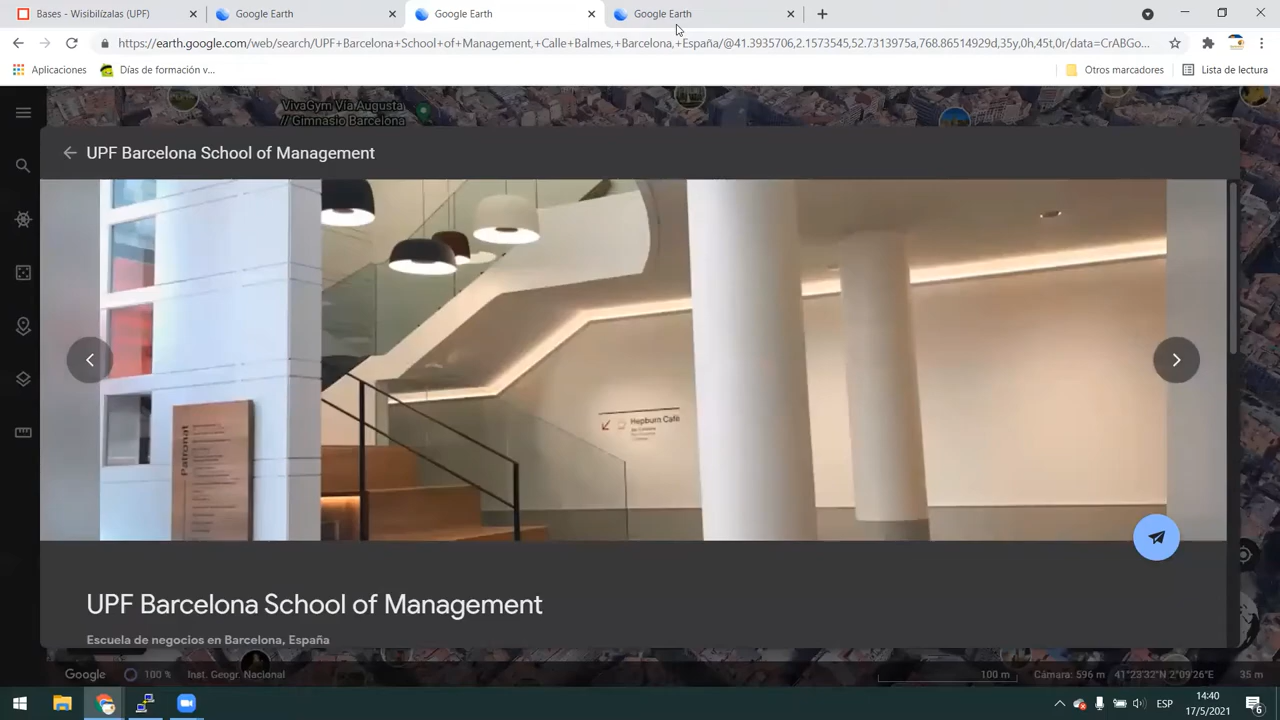 Bases - Wisibilízalas (UPF)
Google Earth
Google Earth
Google Earth
https://earth.google.com/web/search/UPF+Barcelona+School+of+Management,+Calle+Balmes,+Barcelona,+España/@41.3935706,2.1573545,52.7313975a,768.86514929d,35y,0h,45t,0r/data=CrABGo...
Aplicaciones
Días de formación v...
Otros marcadores
Lista de lectura
VivaGym Vía Augusta
// Gimnasio Barcelona
UPF Barcelona School of Management
Patronat
Hepburn Cafè
UPF Barcelona School of Management
Escuela de negocios en Barcelona, España
Google
100 %
Inst. Geogr. Nacional
100 m
Cámara: 596 m
41°23'32"N 2°09'26"E
35 m
ESP
14:40
17/5/2021
6